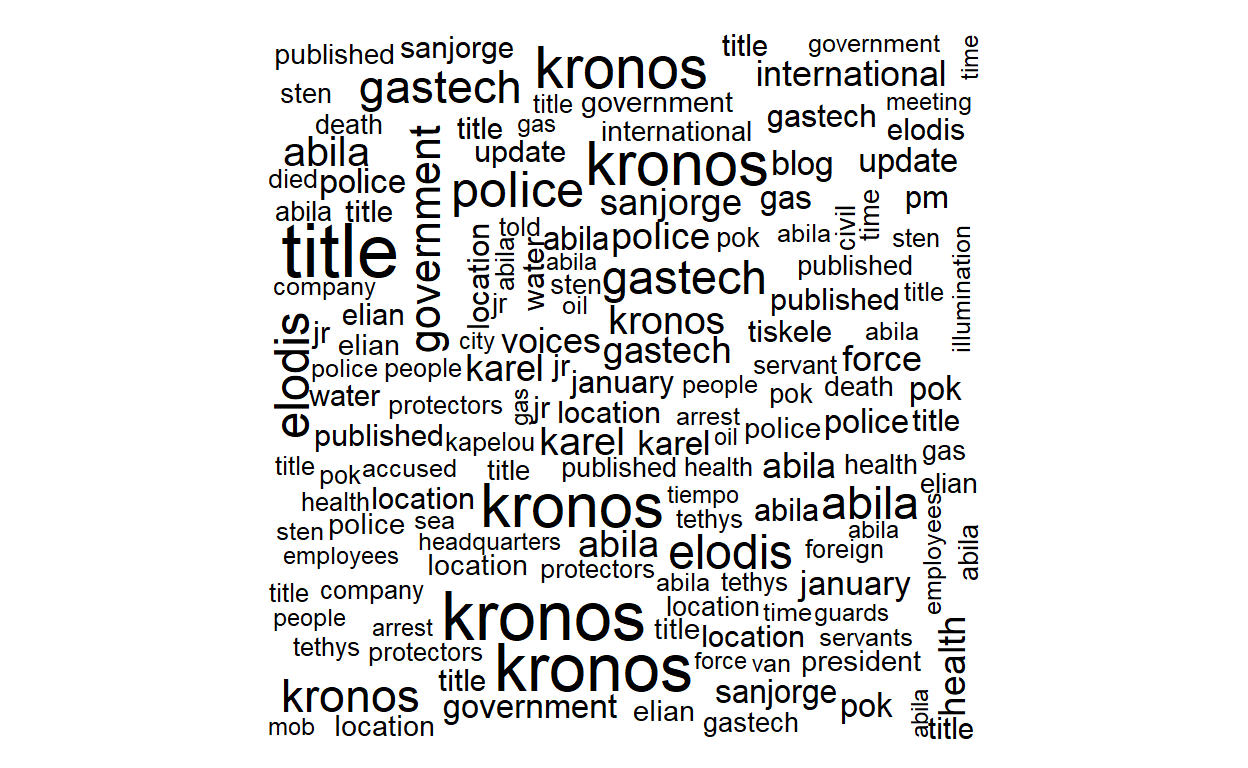 published sanjorge kronos title government time
sten gastech title government international meeting
death title gas international gastech elodis
abila government update kronos blog update
died police police sanjorge gas pm
abila title told abila police pok abila civil time sten
title location abila water abila gastech published illumination
company jr sten oil published title
elodis jr elian kronos tiskele abila
elian city voices gastech servant force
police people karel jr january people pok death pok
water protectors gas jr location arrest
published kapelou karel karel oil police police title
title pok accused title published health abila health gas
health location kronos tiempo abila abila elian
sten police sea tethys abila employees abila
employees headquarters abila elodis foreign
location protectors abila tethys january
title company kronos location time guards
people arrest title location servants health
tethys protectors kronos force van president
kronos title sanjorge pok abila
government elian gastech title
mob location